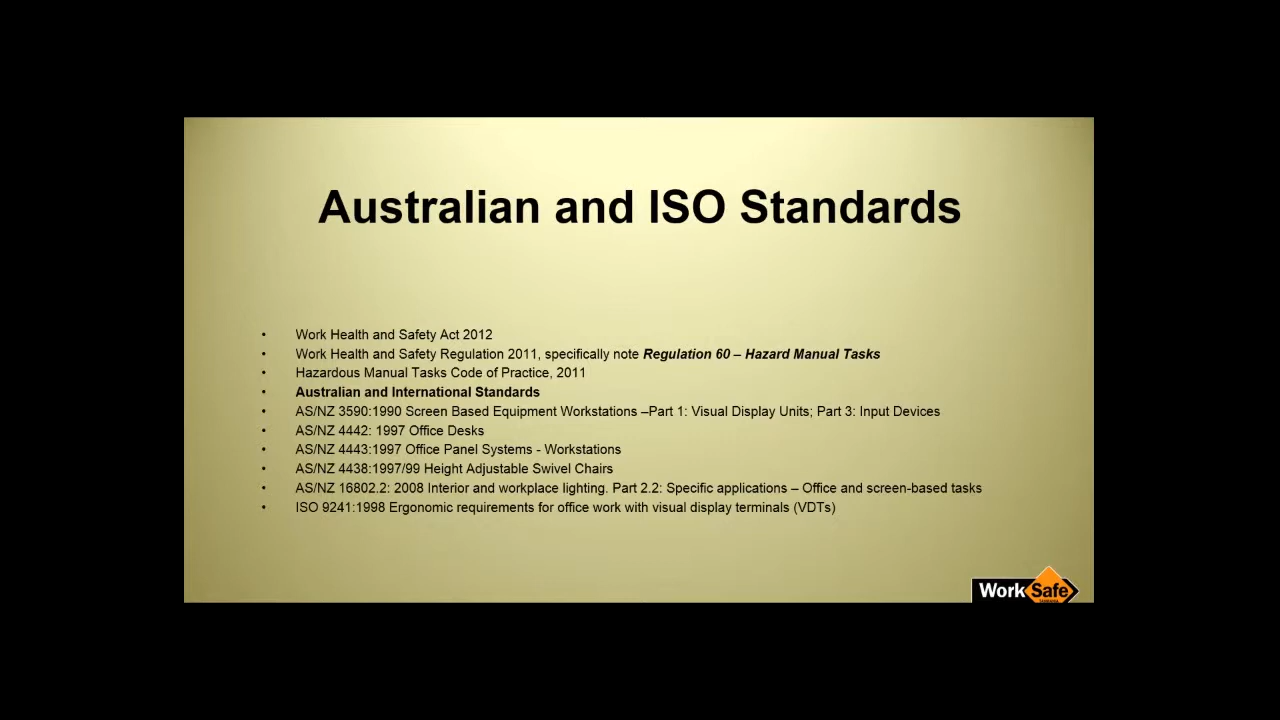 Australian and ISO Standards
• Work Health and Safety Act 2012
• Work Health and Safety Regulation 2011, specifically note Regulation 60 – Hazard Manual Tasks
• Hazardous Manual Tasks Code of Practice, 2011
• Australian and International Standards
• AS/NZ 3590:1990 Screen Based Equipment Workstations –Part 1: Visual Display Units; Part 3: Input Devices
• AS/NZ 4442: 1997 Office Desks
• AS/NZ 4443:1997 Office Panel Systems - Workstations
• AS/NZ 4438:1997/99 Height Adjustable Swivel Chairs
• AS/NZ 16802.2: 2008 Interior and workplace lighting. Part 2.2: Specific applications – Office and screen-based tasks
• ISO 9241:1998 Ergonomic requirements for office work with visual display terminals (VDTs)
WorkSafe